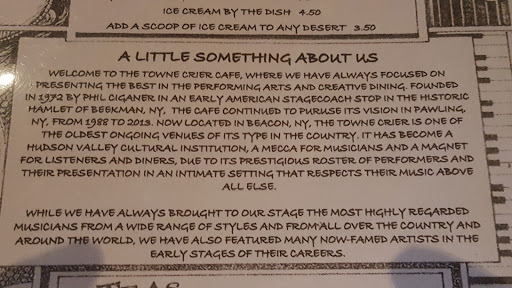 ICE CREAM BY THE DISH 4.50
ADD A SCOOP OF ICE CREAM TO ANY DESERT 3.50
A LITTLE SOMETHING ABOUT US
WELCOME TO THE TOWNE CRIER CAFE, WHERE WE HAVE ALWAYS FOCUSED ON
PRESENTING THE BEST IN THE PERFORMING ARTS AND CREATIVE DINING. FOUNDED
IN 1972 BY PHIL CIGANER IN AN EARLY AMERICAN STAGECOACH STOP IN THE HISTORIC
HAMLET OF BEEKMAN, NY, THE CAFE CONTINUED TO PURUSE ITS VISION IN PAWLING,
NY, FROM 1988 TO 2013. NOW LOCATED IN BEACON, NY, THE TOWNE CRIER IS ONE OF
THE OLDEST ONGOING VENUES OF ITS TYPE IN THE COUNTRY. IT HAS BECOME A
HUDSON VALLEY CULTURAL INSTITUTION, A MECCA FOR MUSICIANS AND A MAGNET
FOR LISTENERS AND DINERS, DUE TO ITS PRESTIGIOUS ROSTER OF PERFORMERS AND
THEIR PRESENTATION IN AN INTIMATE SETTING THAT RESPECTS THEIR MUSIC ABOVE
ALL ELSE.
WHILE WE HAVE ALWAYS BROUGHT TO OUR STAGE THE MOST HIGHLY REGARDED
MUSICIANS FROM A WIDE RANGE OF STYLES AND FROM ALL OVER THE COUNTRY AND
AROUND THE WORLD, WE HAVE ALSO FEATURED MANY NOW-FAMED ARTISTS IN THE
EARLY STAGES OF THEIR CAREERS.